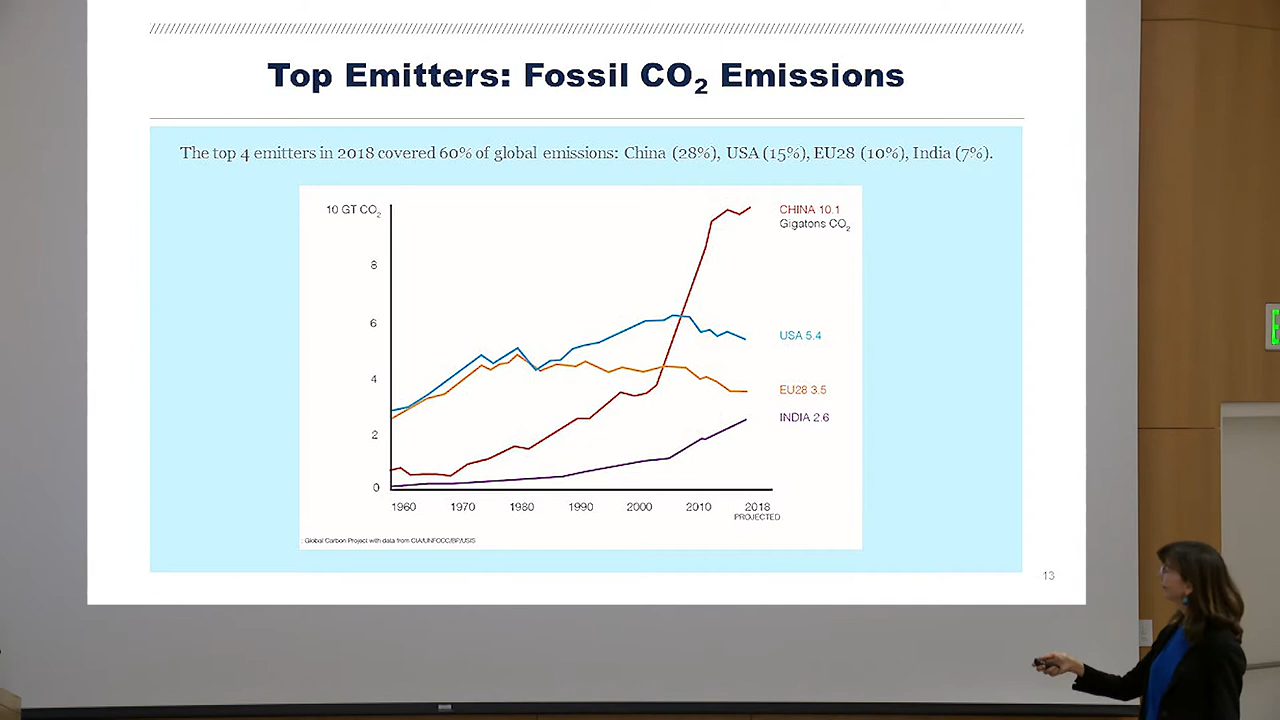 Top Emitters: Fossil CO₂ Emissions
The top 4 emitters in 2018 covered 60% of global emissions: China (28%), USA (15%), EU28 (10%), India (7%).
10 GT CO₂
8
6
4
2
0
CHINA 10.1
Gigatons CO₂
USA 5.4
EU28 3.5
INDIA 2.6
1960 1970 1980 1990 2000 2010 2018
PROJECTED
: Global Carbon Project with data from CIA/UNFCCC/BP/USIS
13